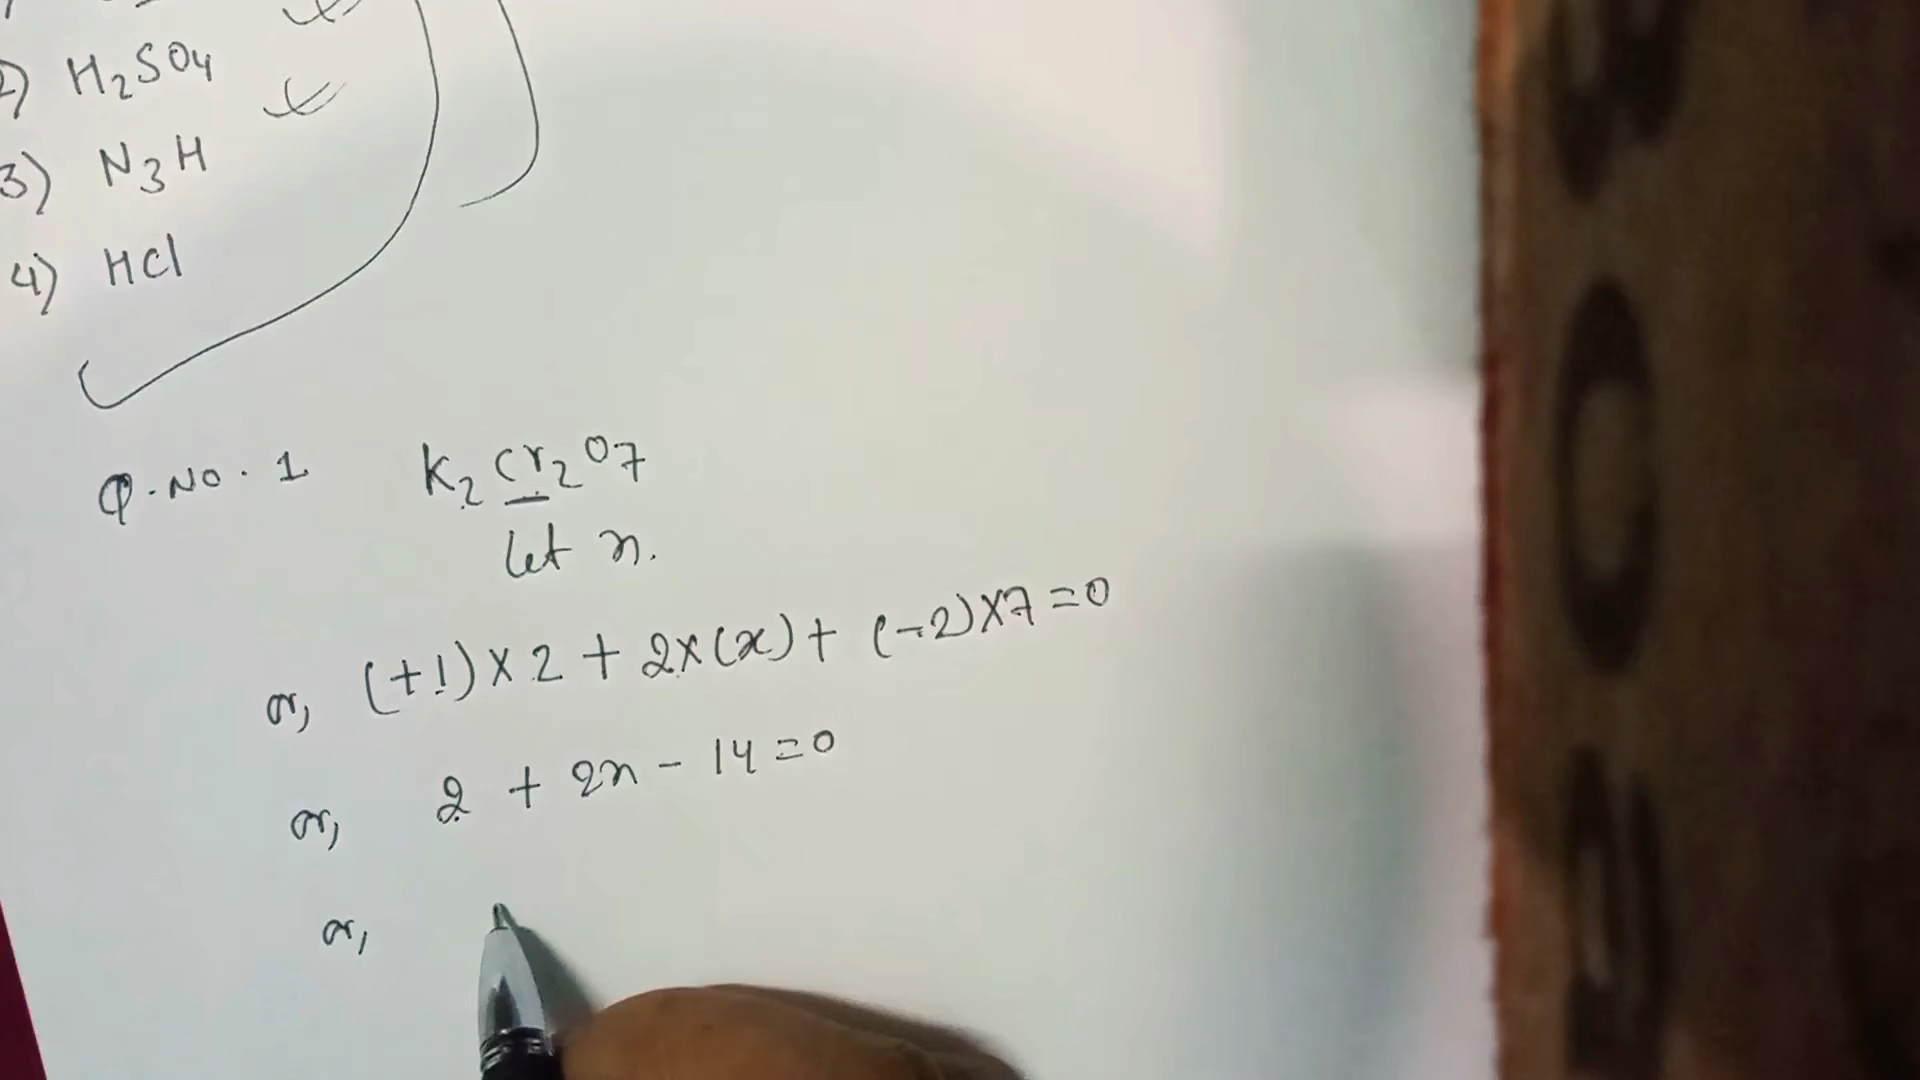 2) H₂SO₄
3) N₃H
4) HCl
Q.NO.1 K₂Cr₂O₇
let x.
or, (+1)×2 + 2×(x) + (-2)×7=0
or, 2 + 2x - 14=0
or,